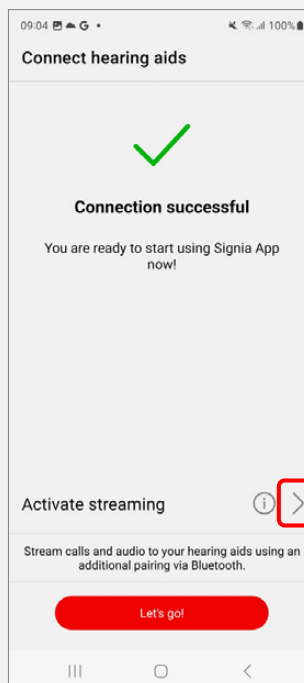 09:04 G 100%
Connect hearing aids
Connection successful
You are ready to start using Signia App
now!
Activate streaming
Stream calls and audio to your hearing aids using an
additional pairing via Bluetooth.
Let's go!